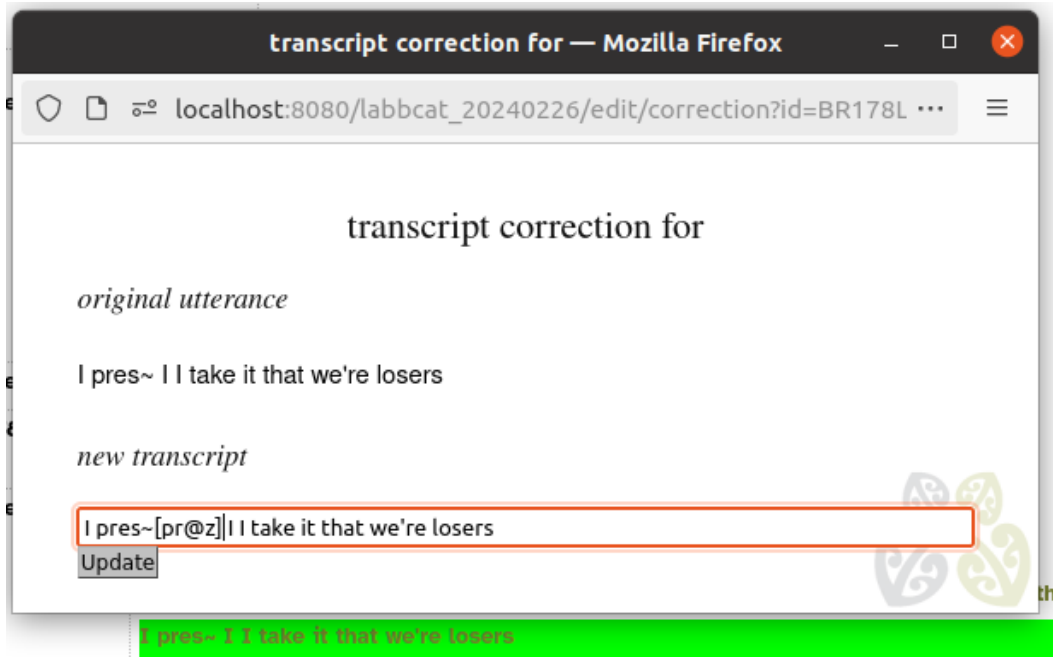 transcript correction for — Mozilla Firefox
localhost:8080/labbcat_20240226/edit/correction?id=BR178L ···
transcript correction for
original utterance
I pres~ I I take it that we're losers
new transcript
I pres~[pr@z] I I take it that we're losers
Update
th
I pres~ I I take it that we're losers